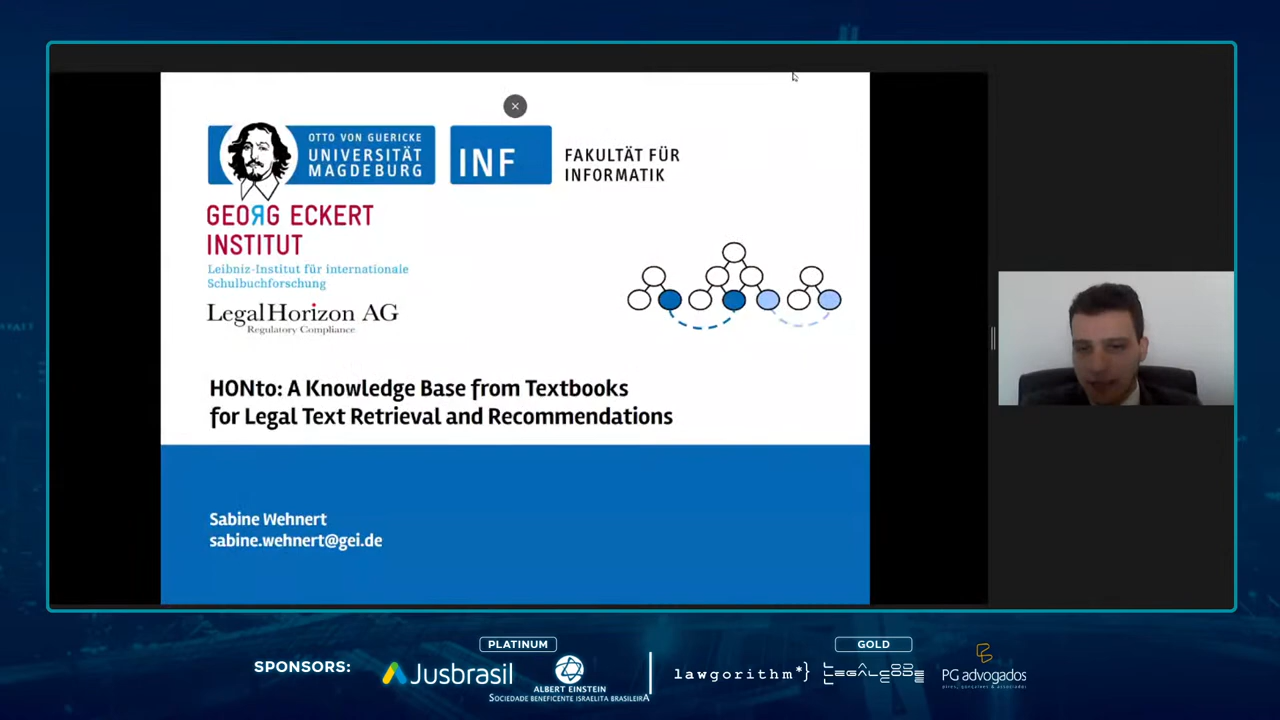 OTTO VON GUERICKE
UNIVERSITÄT
MAGDEBURG
INF
FAKULTÄT FÜR
INFORMATIK
GEORG ECKERT
INSTITUT
Leibniz-Institut für internationale
Schulbuchforschung
LegalHorizon AG
Regulatory Compliance
HONto: A Knowledge Base from Textbooks
for Legal Text Retrieval and Recommendations
Sabine Wehnert
sabine.wehnert@gei.de
SPONSORS:
PLATINUM
Jusbrasil
ALBERT EINSTEIN
SOCIEDADE BENEFICENTE ISRAELITA BRASILEIRA
GOLD
lawgorithm*}
LEGALCODE
PG advogados